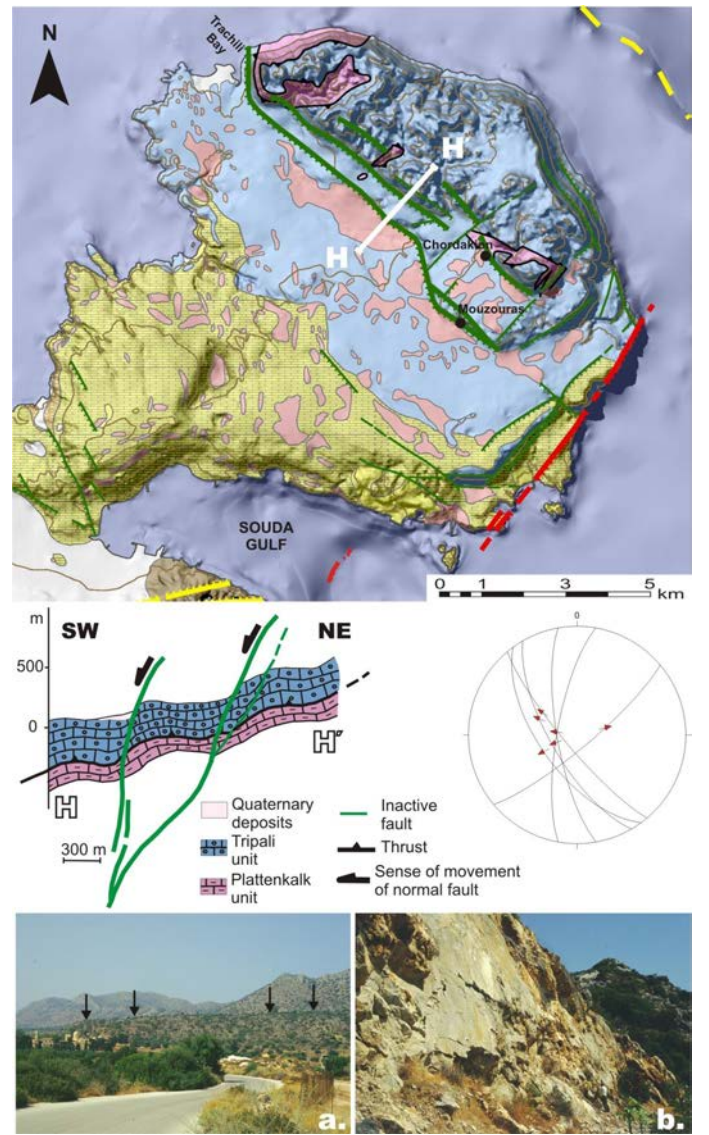 N
Trachili
Bay
H
H
Chordakion
Mouzouras
SOUDA
GULF
0 1 3 5
km
m
SW
NE
500
0
H
H'
300 m
0
Quaternary
deposits
Tripali
unit
Plattenkalk
unit
Inactive
fault
Thrust
Sense of movement
of normal fault
a.
b.